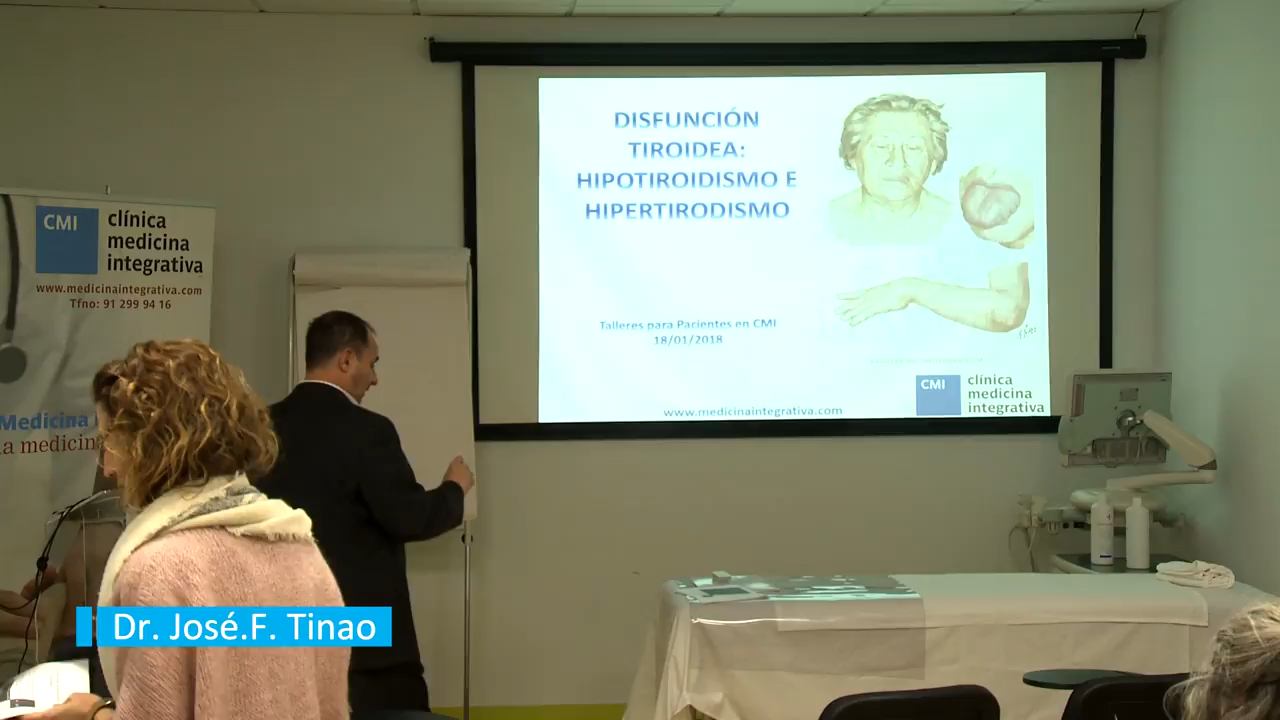 DISFUNCIÓN
TIROIDEA:
HIPOTIROIDISMO E
HIPERTIRODISMO
Talleres para Pacientes en CMI
18/01/2018
www.medicinaintegrativa.com
CMI
clínica
medicina
integrativa
CMI
clínica
medicina
integrativa
www.medicinaintegrativa.com
Tfno: 91 299 94 16
Medicina
a medicin
Dr. José.F. Tinao